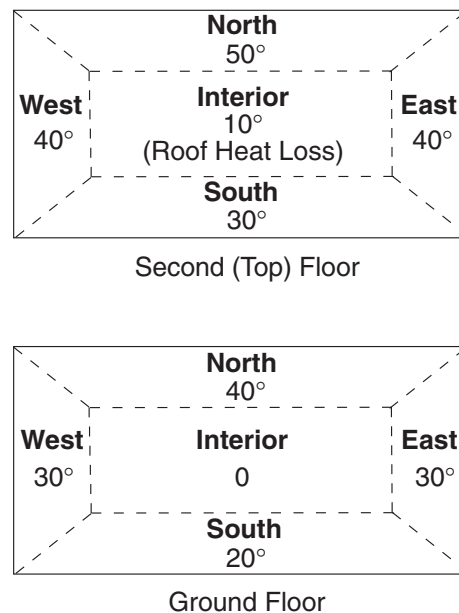 North
50°
West
40°
Interior
10°
(Roof Heat Loss)
East
40°
South
30°
Second (Top) Floor
North
40°
West
30°
Interior
0
East
30°
South
20°
Ground Floor